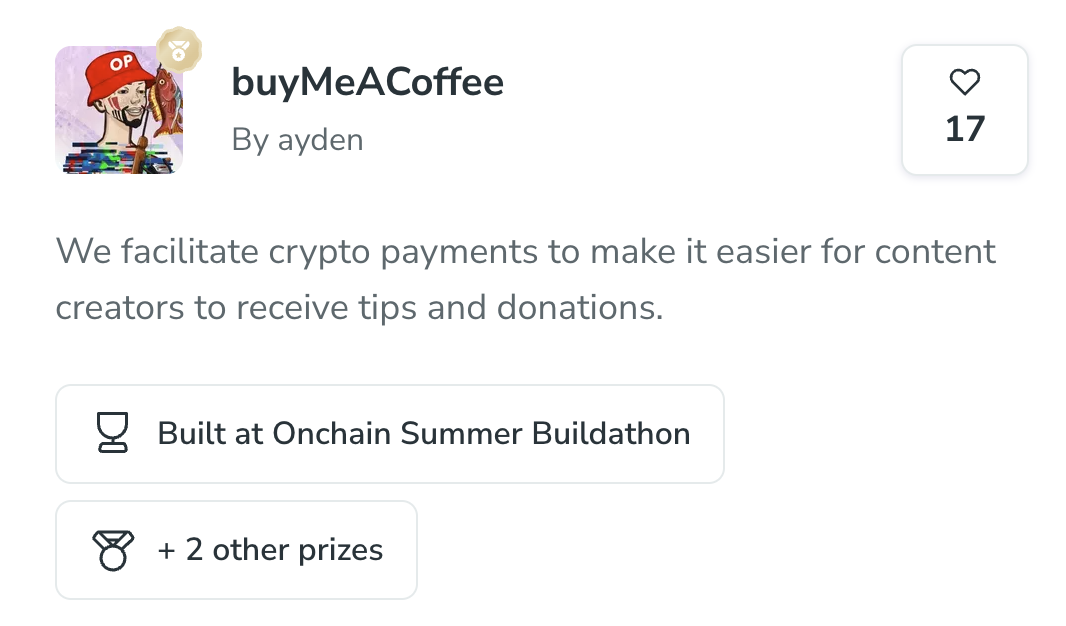 OP
buyMeACoffee
By ayden
17
We facilitate crypto payments to make it easier for content
creators to receive tips and donations.
Built at Onchain Summer Buildathon
+ 2 other prizes